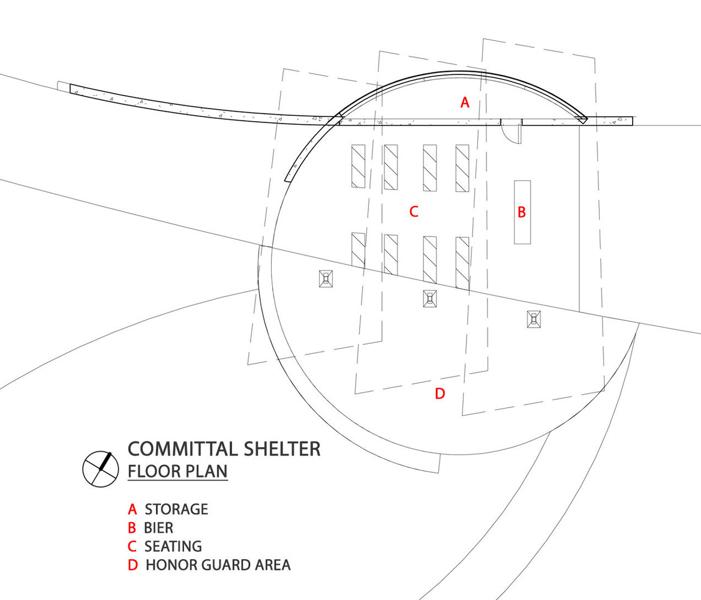 A
C
B
D
COMMITTAL SHELTER
FLOOR PLAN
A STORAGE
B BIER
C SEATING
D HONOR GUARD AREA